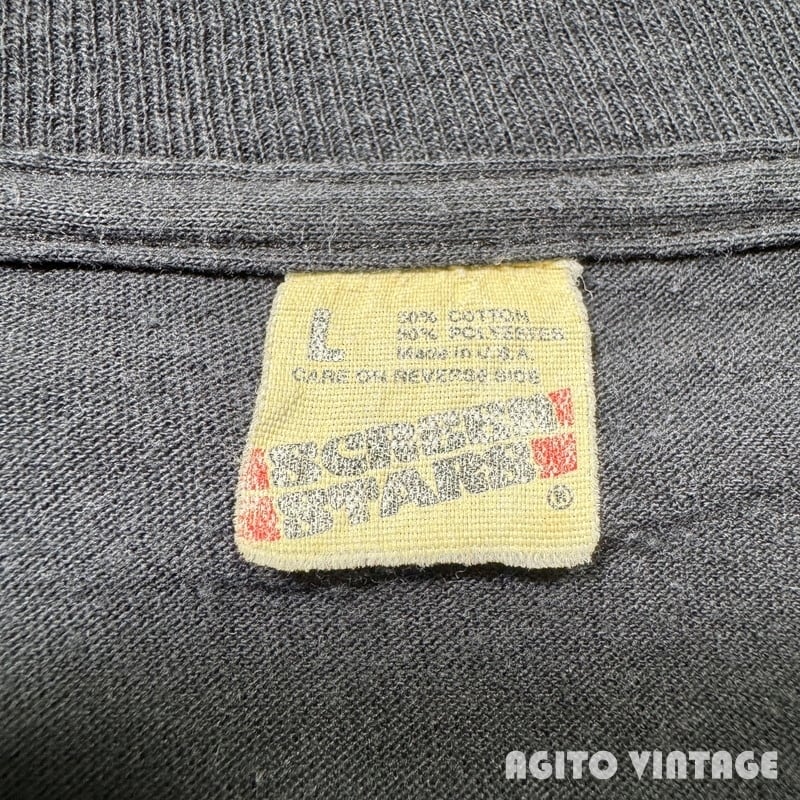 L
50% COTTON
50% POLYESTER
Made in U.S.A.
CARE ON REVERSE SIDE
SCREEN
STARS
®
AGITO VINTAGE